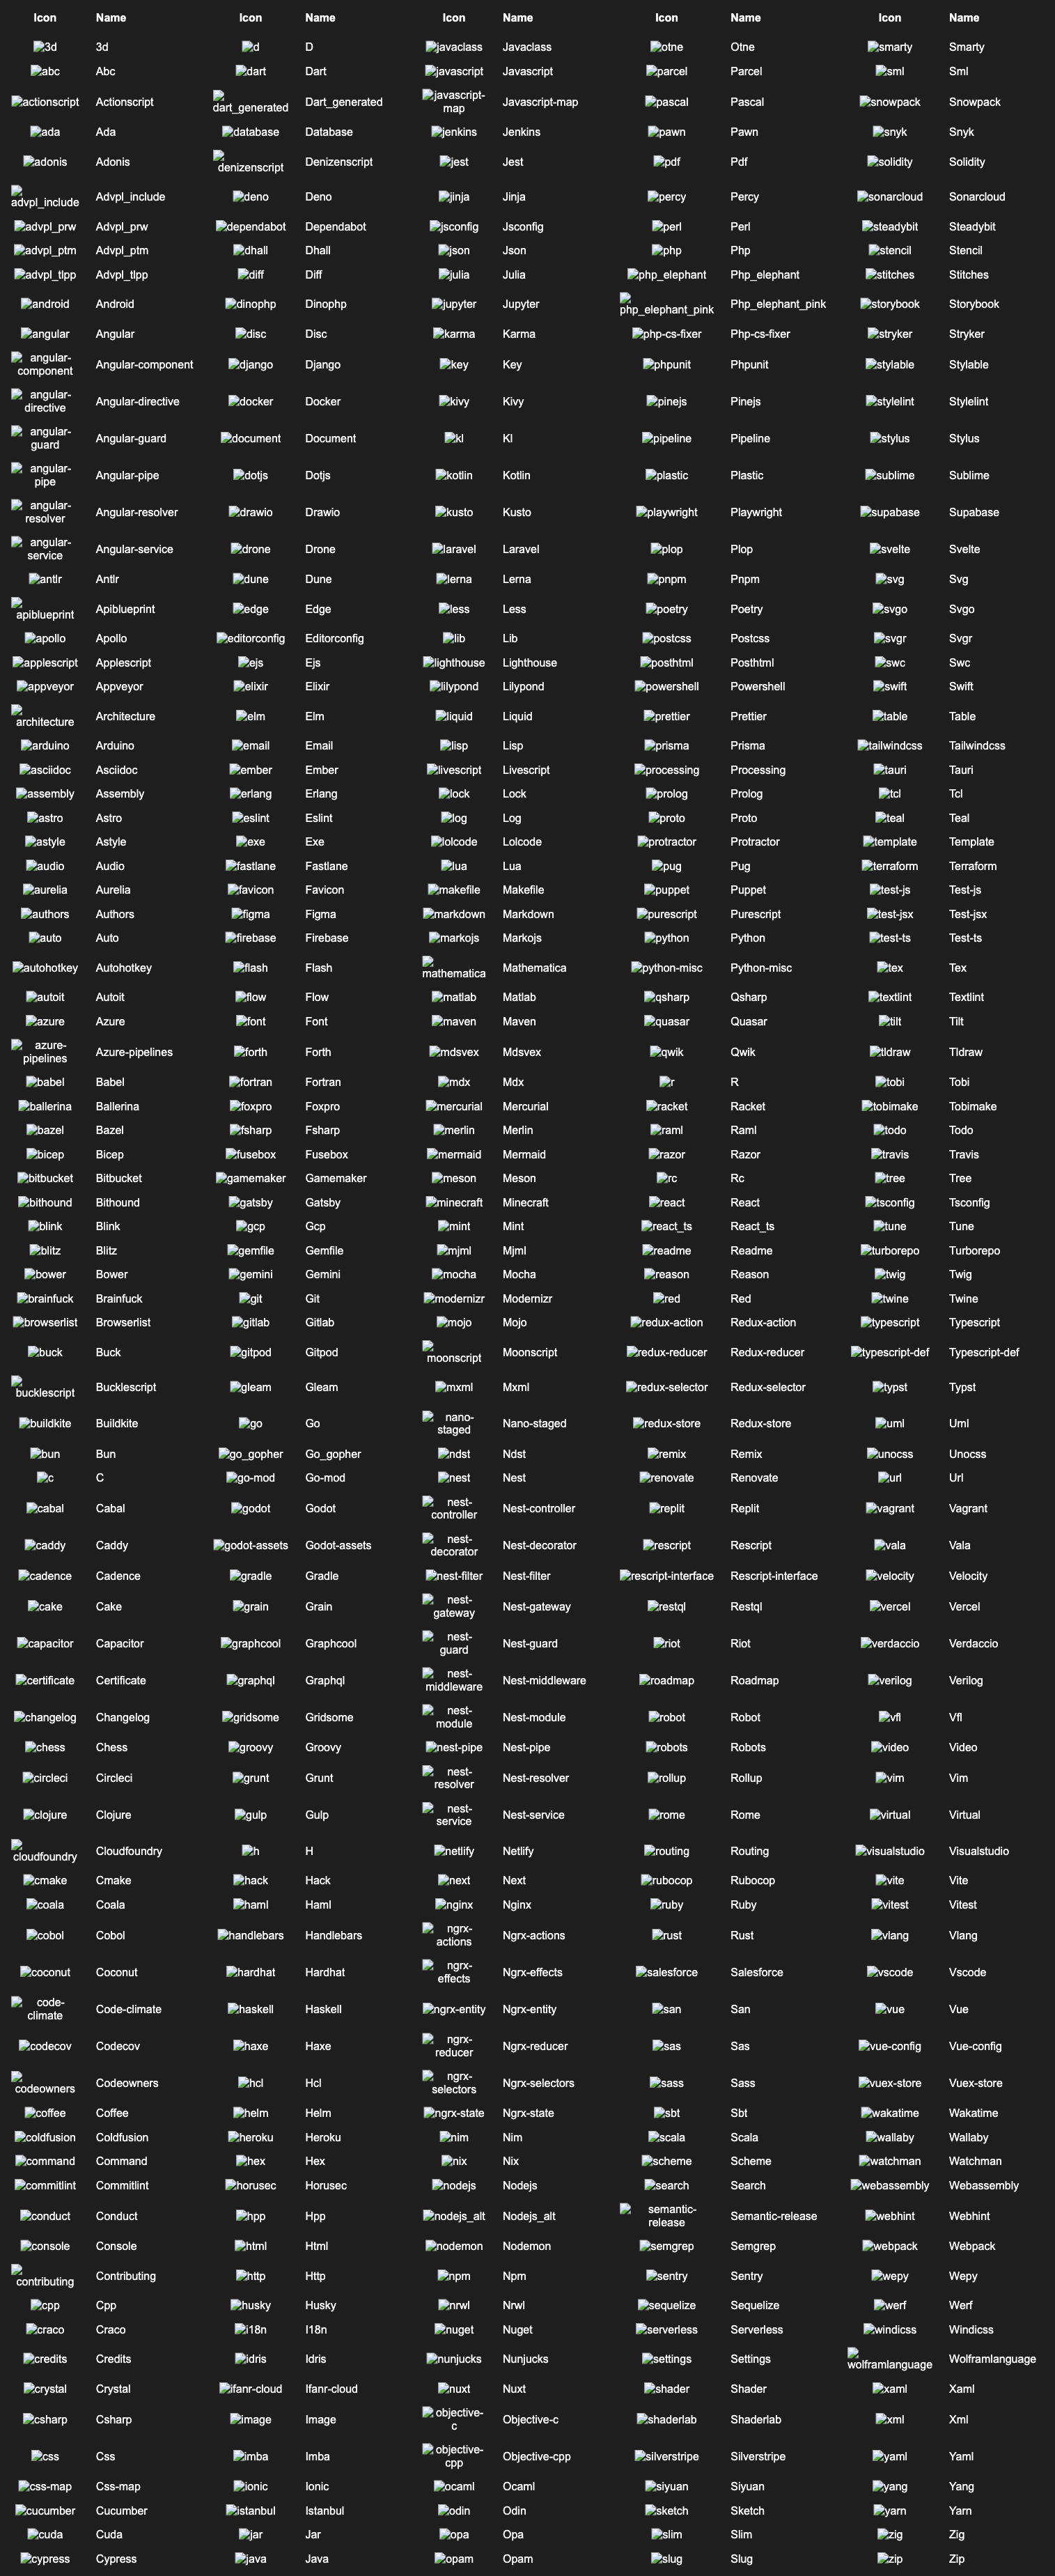 Icon Name Icon Name Icon Name Icon Name Icon Name
3d 3d d D javaclass Javaclass otne Otne smarty Smarty
abc Abc dart Dart javascript Javascript parcel Parcel sml Sml
actionscript Actionscript dart_generated Dart_generated javascript-map Javascript-map pascal Pascal snowpack Snowpack
ada Ada database Database jenkins Jenkins pawn Pawn snyk Snyk
adonis Adonis denizenscript Denizenscript jest Jest pdf Pdf solidity Solidity
advpl_include Advpl_include deno Deno jinja Jinja percy Percy sonarcloud Sonarcloud
advpl_prw Advpl_prw dependabot Dependabot jsconfig Jsconfig perl Perl steadybit Steadybit
advpl_ptm Advpl_ptm dhall Dhall json Json php Php stencil Stencil
advpl_tlpp Advpl_tlpp diff Diff julia Julia php_elephant Php_elephant stitches Stitches
android Android dinophp Dinophp jupyter Jupyter php_elephant_pink Php_elephant_pink storybook Storybook
angular Angular disc Disc karma Karma php-cs-fixer Php-cs-fixer stryker Stryker
angular-component Angular-component django Django key Key phpunit Phpunit stylable Stylable
angular-directive Angular-directive docker Docker kivy Kivy pinejs Pinejs stylelint Stylelint
angular-guard Angular-guard document Document kl Kl pipeline Pipeline stylus Stylus
angular-pipe Angular-pipe dotjs Dotjs kotlin Kotlin plastic Plastic sublime Sublime
angular-resolver Angular-resolver drawio Drawio kusto Kusto playwright Playwright supabase Supabase
angular-service Angular-service drone Drone laravel Laravel plop Plop svelte Svelte
antlr Antlr dune Dune lerna Lerna pnpm Pnpm svg Svg
apiblueprint Apiblueprint edge Edge less Less poetry Poetry svgo Svgo
apollo Apollo editorconfig Editorconfig lib Lib postcss Postcss svgr Svgr
applescript Applescript ejs Ejs lighthouse Lighthouse posthtml Posthtml swc Swc
appveyor Appveyor elixir Elixir lilypond Lilypond powershell Powershell swift Swift
architecture Architecture elm Elm liquid Liquid prettier Prettier table Table
arduino Arduino email Email lisp Lisp prisma Prisma tailwindcss Tailwindcss
asciidoc Asciidoc ember Ember livescript Livescript processing Processing tauri Tauri
assembly Assembly erlang Erlang lock Lock prolog Prolog tcl Tcl
astro Astro eslint Eslint log Log proto Proto teal Teal
astyle Astyle exe Exe lolcode Lolcode protractor Protractor template Template
audio Audio fastlane Fastlane lua Lua pug Pug terraform Terraform
aurelia Aurelia favicon Favicon makefile Makefile puppet Puppet test-js Test-js
authors Authors figma Figma markdown Markdown purescript Purescript test-jsx Test-jsx
auto Auto firebase Firebase markojs Markojs python Python test-ts Test-ts
autohotkey Autohotkey flash Flash mathematica Mathematica python-misc Python-misc tex Tex
autoit Autoit flow Flow matlab Matlab qsharp Qsharp textlint Textlint
azure Azure font Font maven Maven quasar Quasar tilt Tilt
azure-pipelines Azure-pipelines forth Forth mdsvex Mdsvex qwik Qwik tldraw Tldraw
babel Babel fortran Fortran mdx Mdx r R tobi Tobi
ballerina Ballerina foxpro Foxpro mercurial Mercurial racket Racket tobimake Tobimake
bazel Bazel fsharp Fsharp merlin Merlin raml Raml todo Todo
bicep Bicep fusebox Fusebox mermaid Mermaid razor Razor travis Travis
bitbucket Bitbucket gamemaker Gamemaker meson Meson rc Rc tree Tree
bithound Bithound gatsby Gatsby minecraft Minecraft react React tsconfig Tsconfig
blink Blink gcp Gcp mint Mint react_ts React_ts tune Tune
blitz Blitz gemfile Gemfile mjml Mjml readme Readme turborepo Turborepo
bower Bower gemini Gemini mocha Mocha reason Reason twig Twig
brainfuck Brainfuck git Git modernizr Modernizr red Red twine Twine
browserlist Browserlist gitlab Gitlab mojo Mojo redux-action Redux-action typescript Typescript
buck Buck gitpod Gitpod moonscript Moonscript redux-reducer Redux-reducer typescript-def Typescript-def
bucklescript Bucklescript gleam Gleam mxml Mxml redux-selector Redux-selector typst Typst
buildkite Buildkite go Go nano-staged Nano-staged redux-store Redux-store uml Uml
bun Bun go_gopher Go_gopher ndst Ndst remix Remix unocss Unocss
c C go-mod Go-mod nest Nest renovate Renovate url Url
cabal Cabal godot Godot nest-controller Nest-controller replit Replit vagrant Vagrant
caddy Caddy godot-assets Godot-assets nest-decorator Nest-decorator rescript Rescript vala Vala
cadence Cadence gradle Gradle nest-filter Nest-filter rescript-interface Rescript-interface velocity Velocity
cake Cake grain Grain nest-gateway Nest-gateway restql Restql vercel Vercel
capacitor Capacitor graphcool Graphcool nest-guard Nest-guard riot Riot verdaccio Verdaccio
certificate Certificate graphql Graphql nest-middleware Nest-middleware roadmap Roadmap verilog Verilog
changelog Changelog gridsome Gridsome nest-module Nest-module robot Robot vfl Vfl
chess Chess groovy Groovy nest-pipe Nest-pipe robots Robots video Video
circleci Circleci grunt Grunt nest-resolver Nest-resolver rollup Rollup vim Vim
clojure Clojure gulp Gulp nest-service Nest-service rome Rome virtual Virtual
cloudfoundry Cloudfoundry h H netlify Netlify routing Routing visualstudio Visualstudio
cmake Cmake hack Hack next Next rubocop Rubocop vite Vite
coala Coala haml Haml nginx Nginx ruby Ruby vitest Vitest
cobol Cobol handlebars Handlebars ngrx-actions Ngrx-actions rust Rust vlang Vlang
coconut Coconut hardhat Hardhat ngrx-effects Ngrx-effects salesforce Salesforce vscode Vscode
code-climate Code-climate haskell Haskell ngrx-entity Ngrx-entity san San vue Vue
codecov Codecov haxe Haxe ngrx-reducer Ngrx-reducer sas Sas vue-config Vue-config
codeowners Codeowners hcl Hcl ngrx-selectors Ngrx-selectors sass Sass vuex-store Vuex-store
coffee Coffee helm Helm ngrx-state Ngrx-state sbt Sbt wakatime Wakatime
coldfusion Coldfusion heroku Heroku nim Nim scala Scala wallaby Wallaby
command Command hex Hex nix Nix scheme Scheme watchman Watchman
commitlint Commitlint horusec Horusec nodejs Nodejs search Search webassembly Webassembly
conduct Conduct hpp Hpp nodejs_alt Nodejs_alt semantic-release Semantic-release webhint Webhint
console Console html Html nodemon Nodemon semgrep Semgrep webpack Webpack
contributing Contributing http Http npm Npm sentry Sentry wepy Wepy
cpp Cpp husky Husky nrwl Nrwl sequelize Sequelize werf Werf
craco Craco i18n I18n nuget Nuget serverless Serverless windicss Windicss
credits Credits idris Idris nunjucks Nunjucks settings Settings wolframlanguage Wolframlanguage
crystal Crystal ifanr-cloud Ifanr-cloud nuxt Nuxt shader Shader xaml Xaml
csharp Csharp image Image objective-c Objective-c shaderlab Shaderlab xml Xml
css Css imba Imba objective-cpp Objective-cpp silverstripe Silverstripe yaml Yaml
css-map Css-map ionic Ionic ocaml Ocaml siyuan Siyuan yang Yang
cucumber Cucumber istanbul Istanbul odin Odin sketch Sketch yarn Yarn
cuda Cuda jar Jar opa Opa slim Slim zig Zig
cypress Cypress java Java opam Opam slug Slug zip Zip